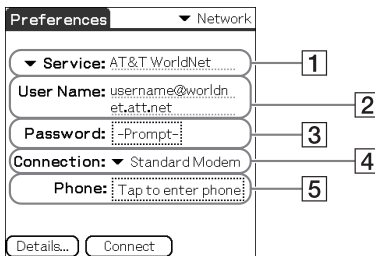 Preferences ▼ Network
▼ Service: AT&T WorldNet 1
User Name: username@worldn
et.att.net 2
Password: -Prompt- 3
Connection: ▼ Standard Modem 4
Phone: Tap to enter phone 5
Details... Connect